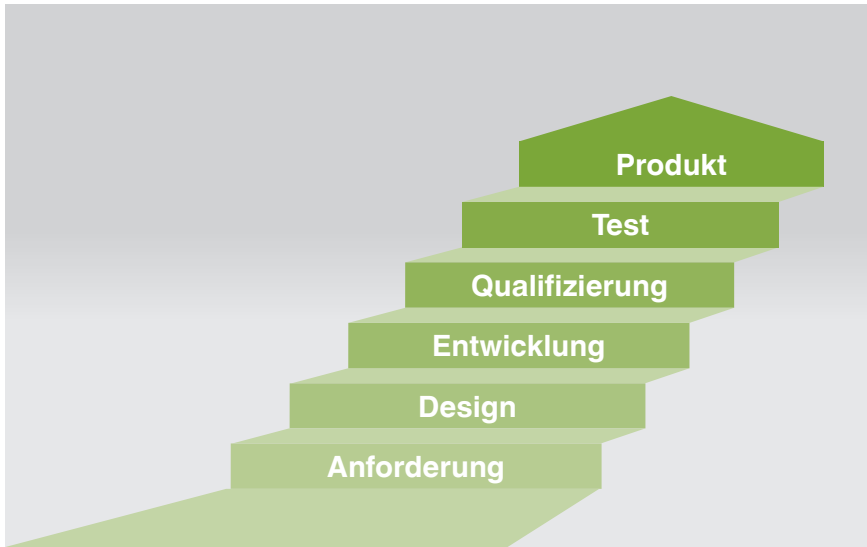 Produkt
Test
Qualifizierung
Entwicklung
Design
Anforderung